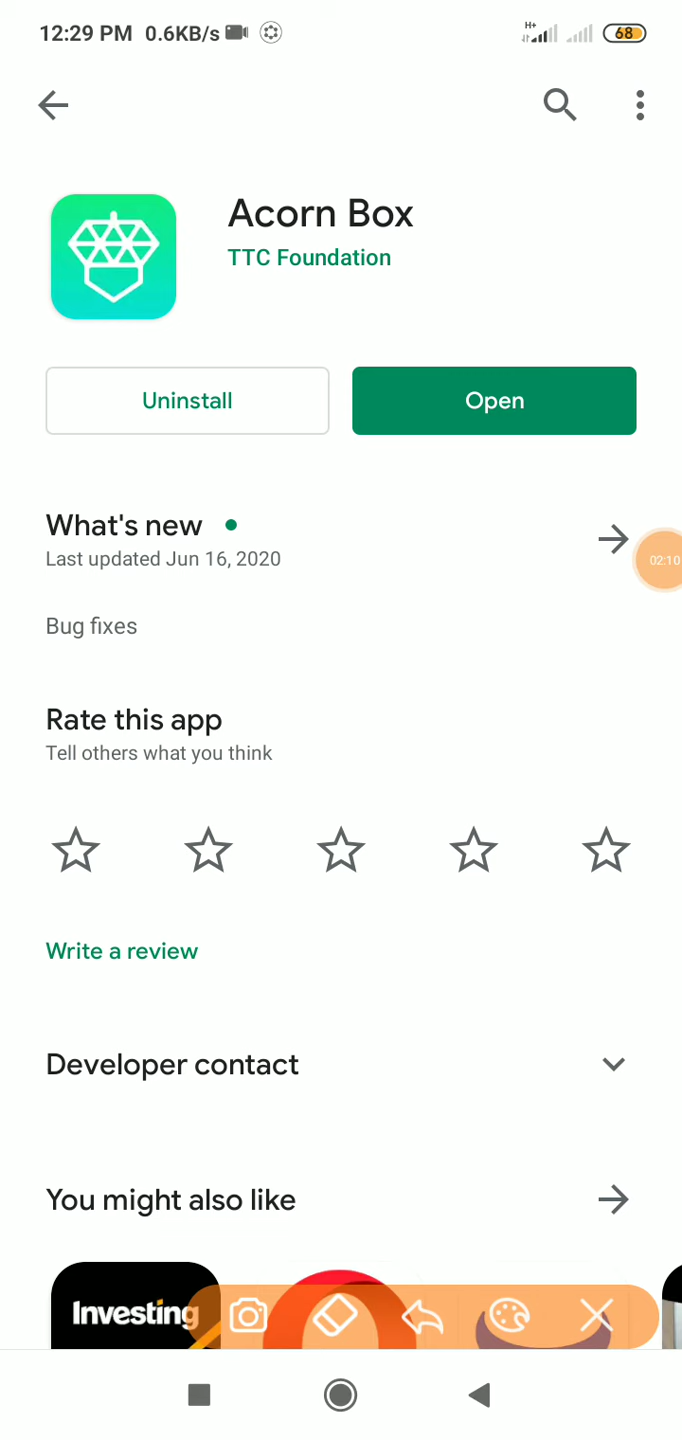 12:29 PM 0.6KB/s H+ 68
Acorn Box
TTC Foundation
Uninstall Open
What's new
Last updated Jun 16, 2020
02:10
Bug fixes
Rate this app
Tell others what you think
Write a review
Developer contact
You might also like
Investing